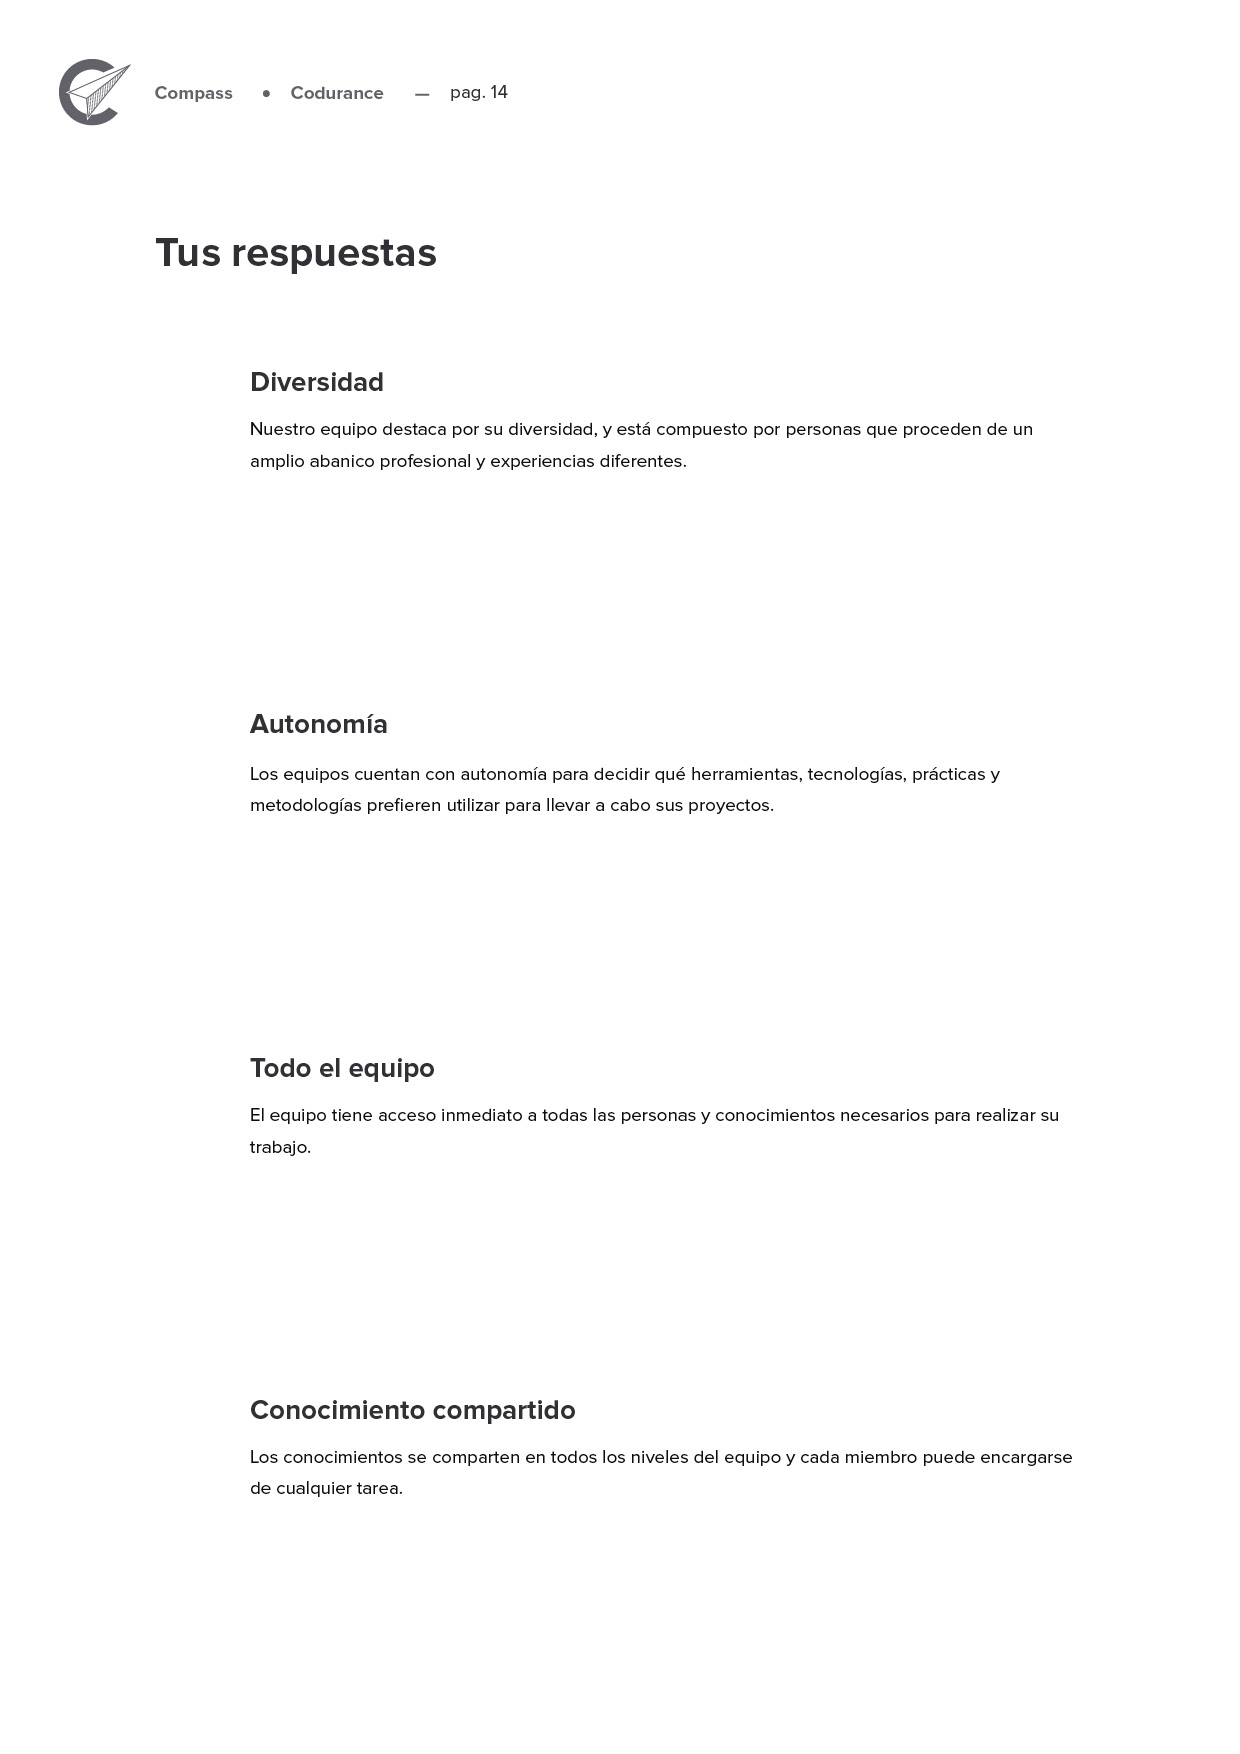 Compass • Codurance — pag. 14
Tus respuestas
Diversidad
Nuestro equipo destaca por su diversidad, y está compuesto por personas que proceden de un
amplio abanico profesional y experiencias diferentes.
Autonomía
Los equipos cuentan con autonomía para decidir qué herramientas, tecnologías, prácticas y
metodologías prefieren utilizar para llevar a cabo sus proyectos.
Todo el equipo
El equipo tiene acceso inmediato a todas las personas y conocimientos necesarios para realizar su
trabajo.
Conocimiento compartido
Los conocimientos se comparten en todos los niveles del equipo y cada miembro puede encargarse
de cualquier tarea.